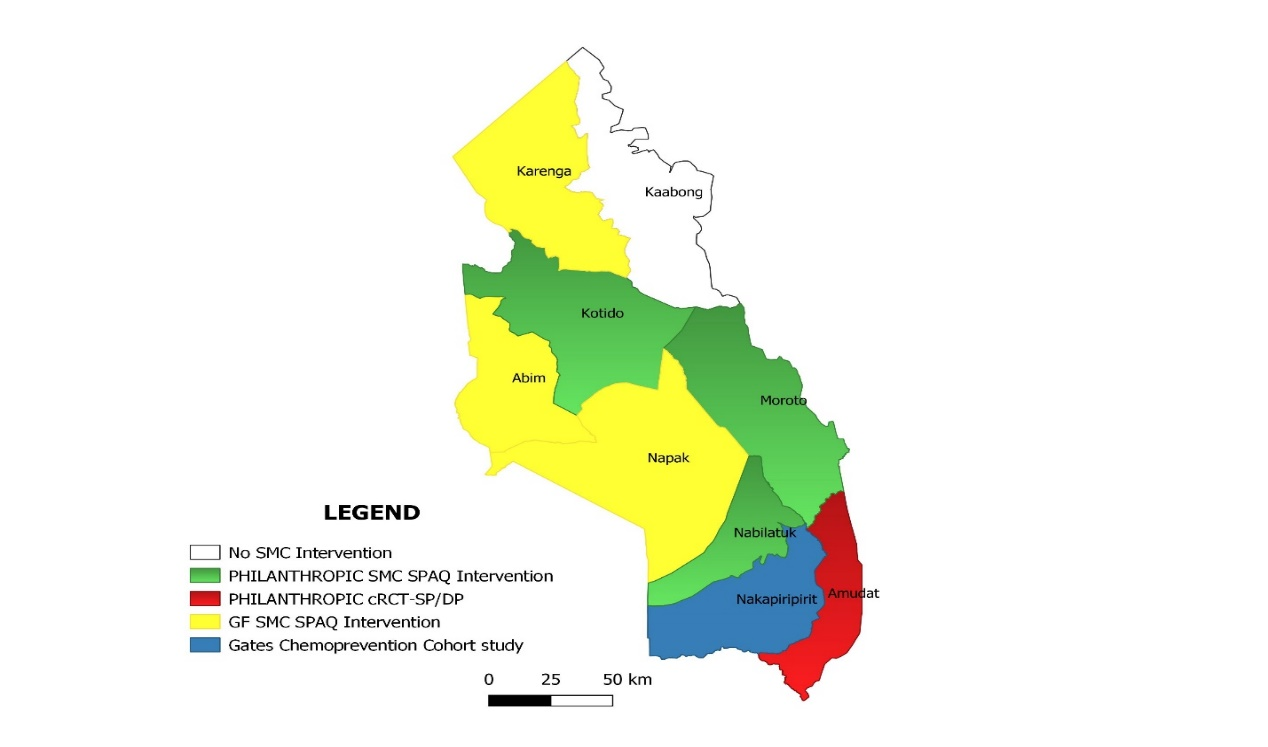 Karenga
Kaabong
Kotido
Abim
Moroto
Napak
Nabilatuk
Nakapiripirit
Amudat
LEGEND
No SMC Intervention
PHILANTHROPIC SMC SPAQ Intervention
PHILANTHROPIC cRCT-SP/DP
GF SMC SPAQ Intervention
Gates Chemoprevention Cohort study
0 25 50 km